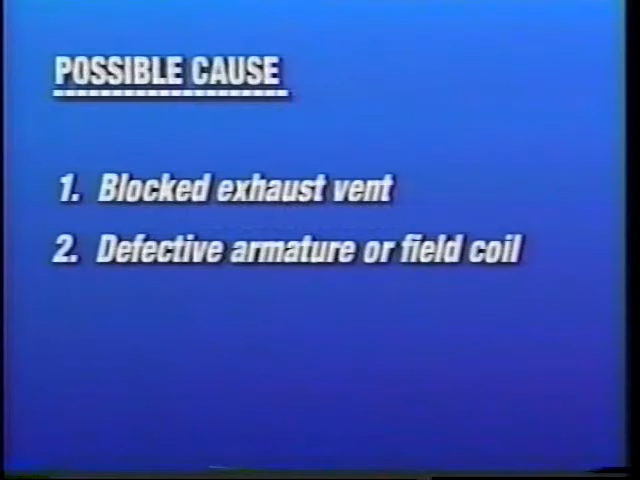 POSSIBLE CAUSE
1. Blocked exhaust vent
2. Defective armature or field coil